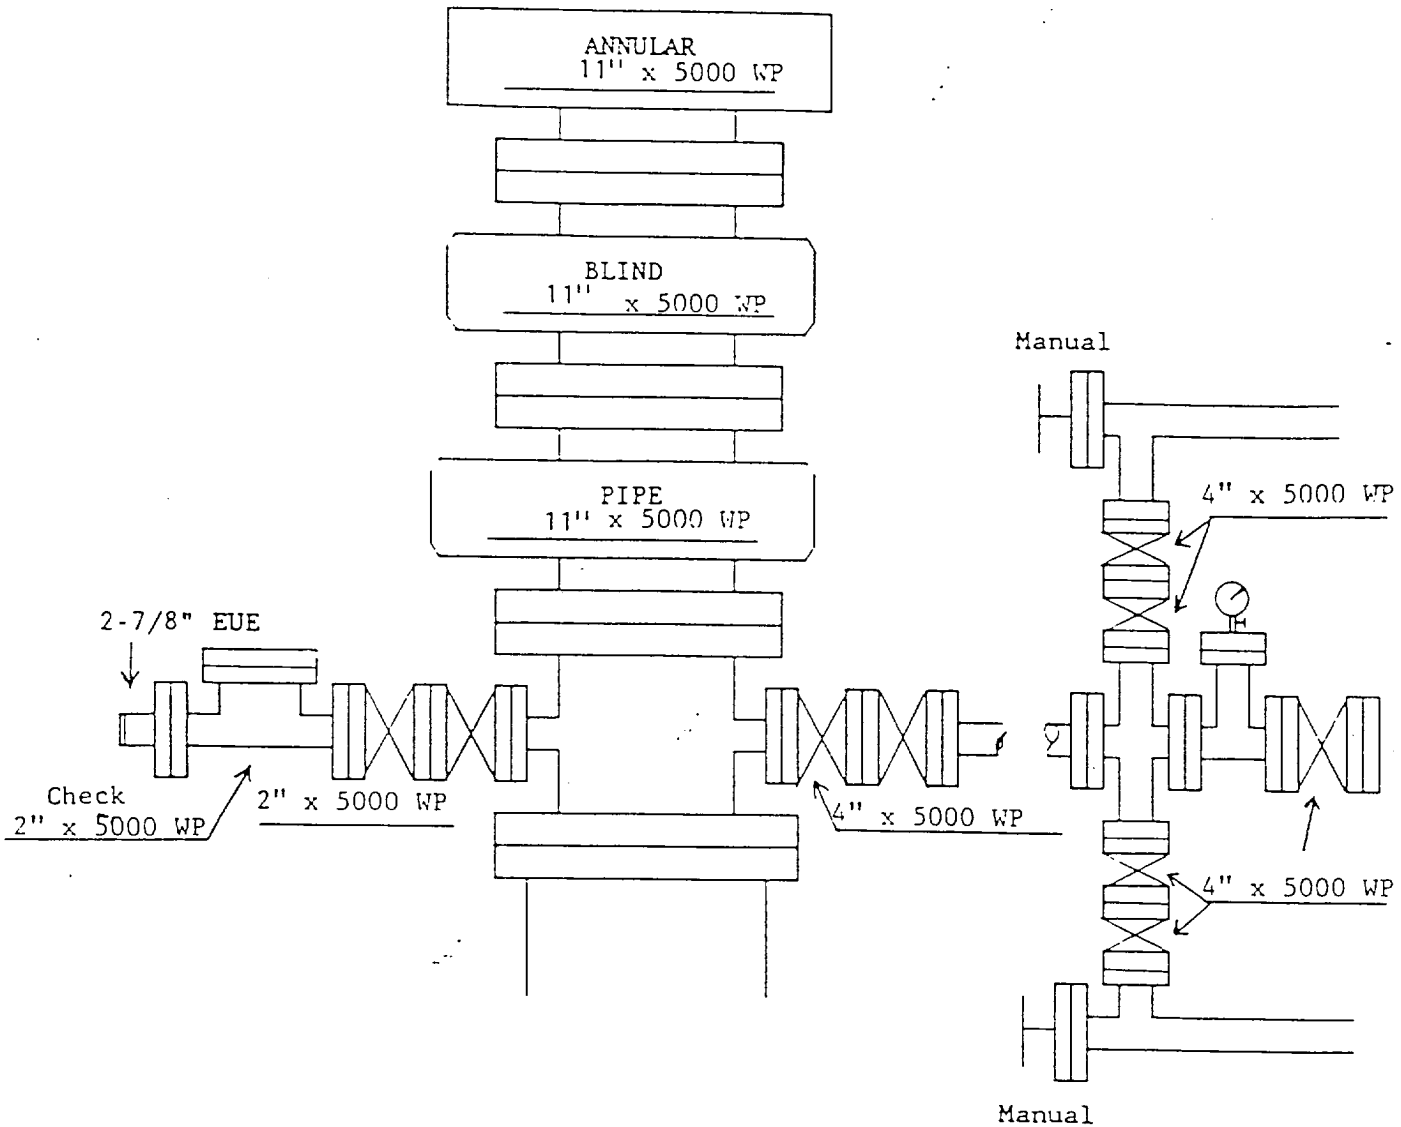 ANNULAR
11" x 5000 WP
BLIND
11" x 5000 WP
PIPE
11" x 5000 WP
Manual
4" x 5000 WP
2-7/8" EUE
Check
2" x 5000 WP
2" x 5000 WP
4" x 5000 WP
4" x 5000 WP
Manual